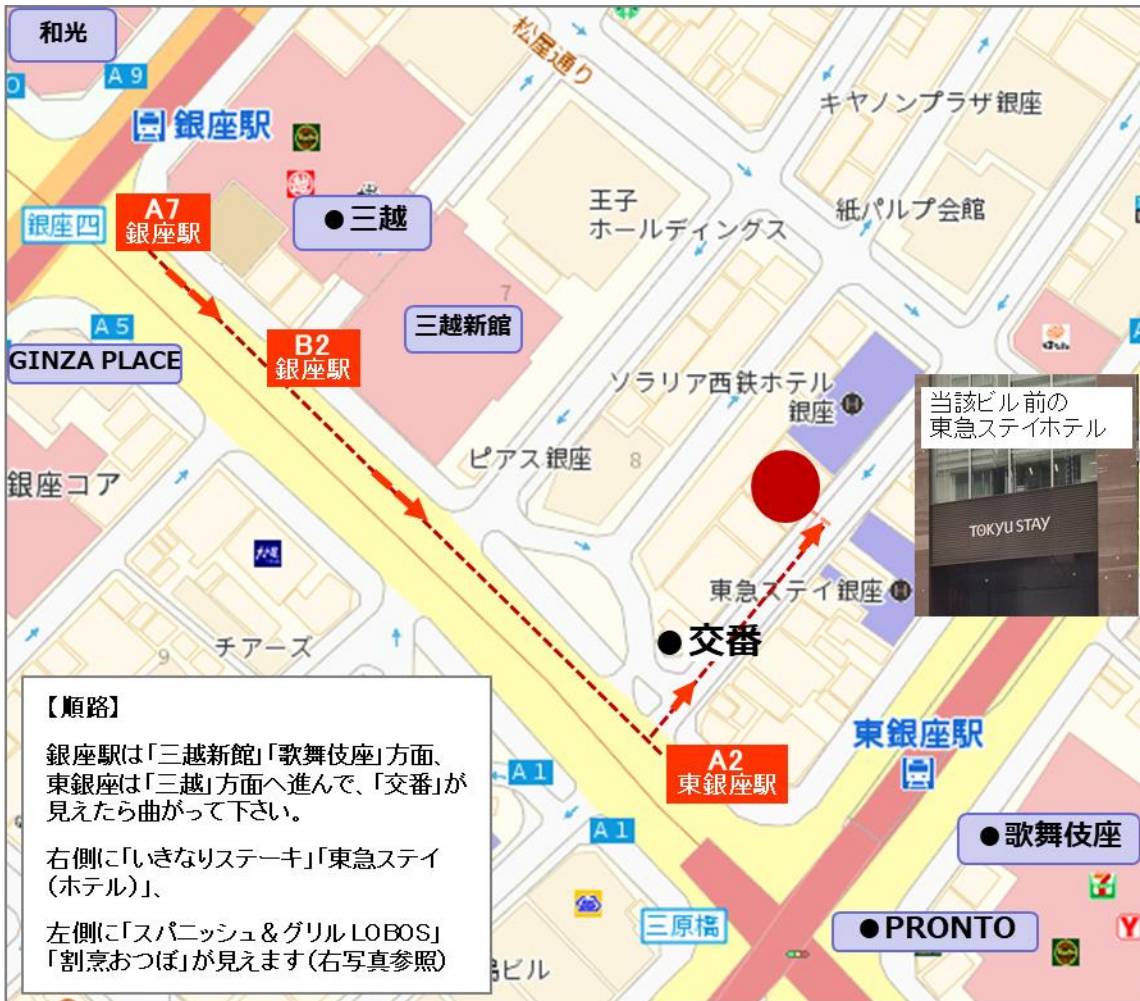 和光
A 9
銀座駅
松屋通り
キヤノンプラザ銀座
銀座四
A7
銀座駅
●三越
王子
ホールディングス
紙パルプ会館
7
三越新館
A 5
GINZA PLACE
B2
銀座駅
ソラリア西鉄ホテル
銀座
H
当該ビル前の
東急ステイホテル
TOKYU STAY
銀座コア
ピアス銀座
8
東急ステイ銀座
H
●交番
チアーズ
9
【順路】
銀座駅は「三越新館」「歌舞伎座」方面、
東銀座は「三越」方面へ進んで、「交番」が
見えたら曲がって下さい。
右側に「いきなりステーキ」「東急ステイ
(ホテル)」、
左側に「スパニッシュ&グリルLOBOS」
「割烹おつぼ」が見えます(右写真参照)
A 1
A2
東銀座駅
東銀座駅
A 1
●歌舞伎座
三原橋
●PRONTO
Y
ビル